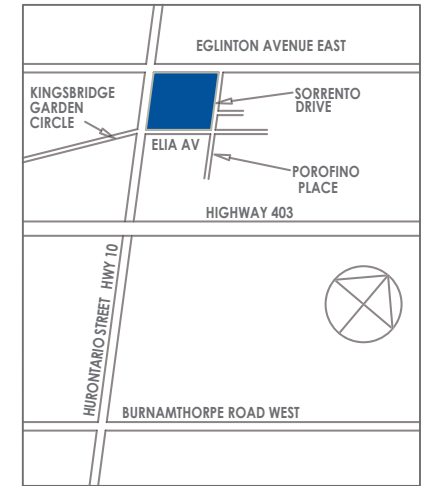 EGLINTON AVENUE EAST
KINGSBRIDGE
GARDEN
CIRCLE
SORRENTO
DRIVE
ELIA AV
POROFINO
PLACE
HIGHWAY 403
HURONTARIO STREET HWY 10
BURNAMTHORPE ROAD WEST